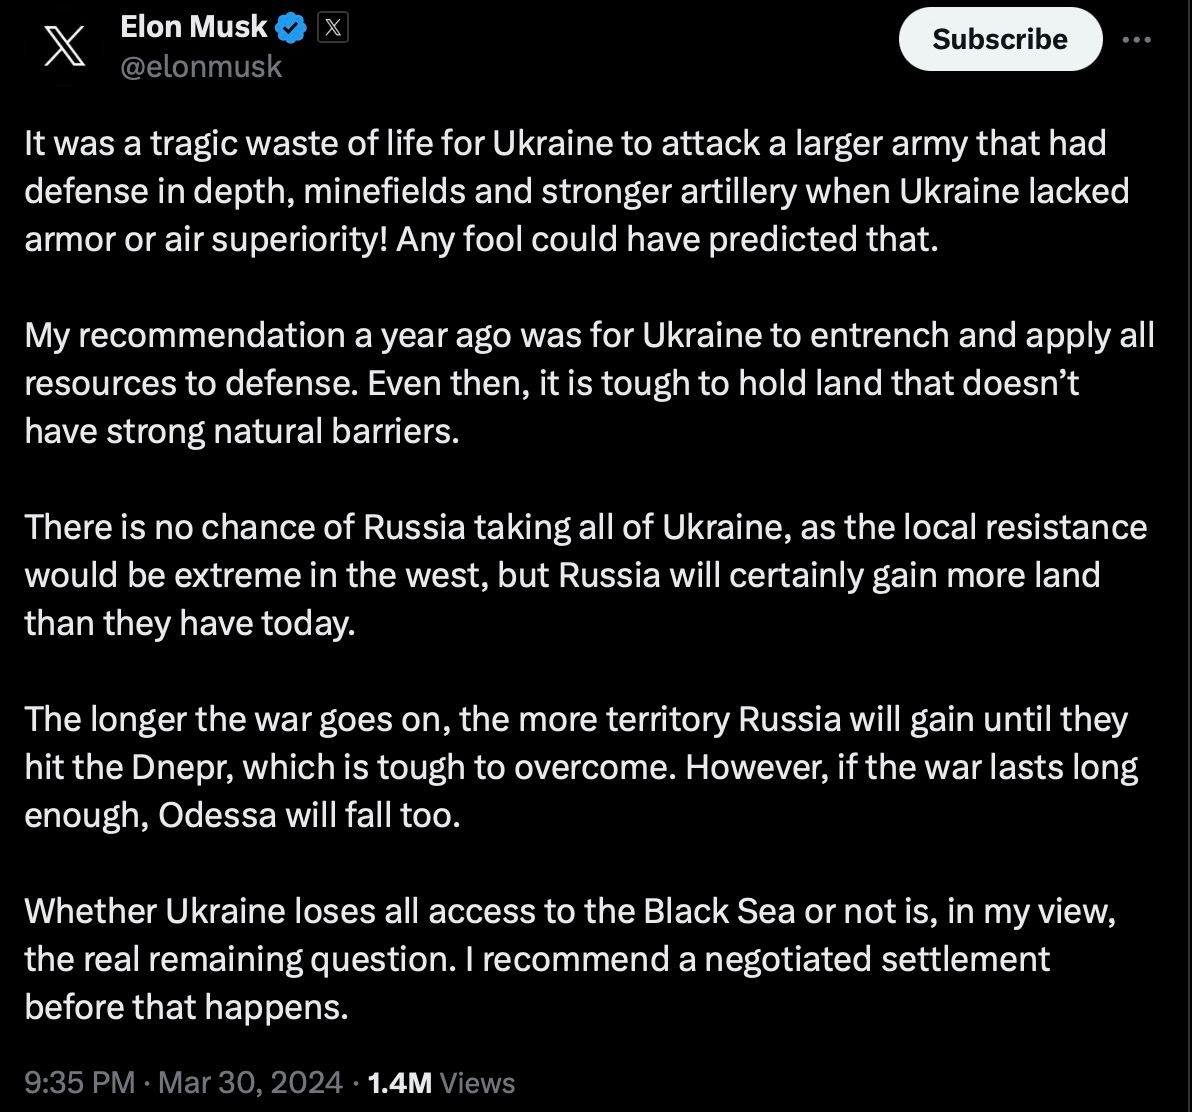 Elon Musk
@elonmusk
Subscribe
It was a tragic waste of life for Ukraine to attack a larger army that had
defense in depth, minefields and stronger artillery when Ukraine lacked
armor or air superiority! Any fool could have predicted that.
My recommendation a year ago was for Ukraine to entrench and apply all
resources to defense. Even then, it is tough to hold land that doesn’t
have strong natural barriers.
There is no chance of Russia taking all of Ukraine, as the local resistance
would be extreme in the west, but Russia will certainly gain more land
than they have today.
The longer the war goes on, the more territory Russia will gain until they
hit the Dnepr, which is tough to overcome. However, if the war lasts long
enough, Odessa will fall too.
Whether Ukraine loses all access to the Black Sea or not is, in my view,
the real remaining question. I recommend a negotiated settlement
before that happens.
9:35 PM · Mar 30, 2024 · 1.4M Views